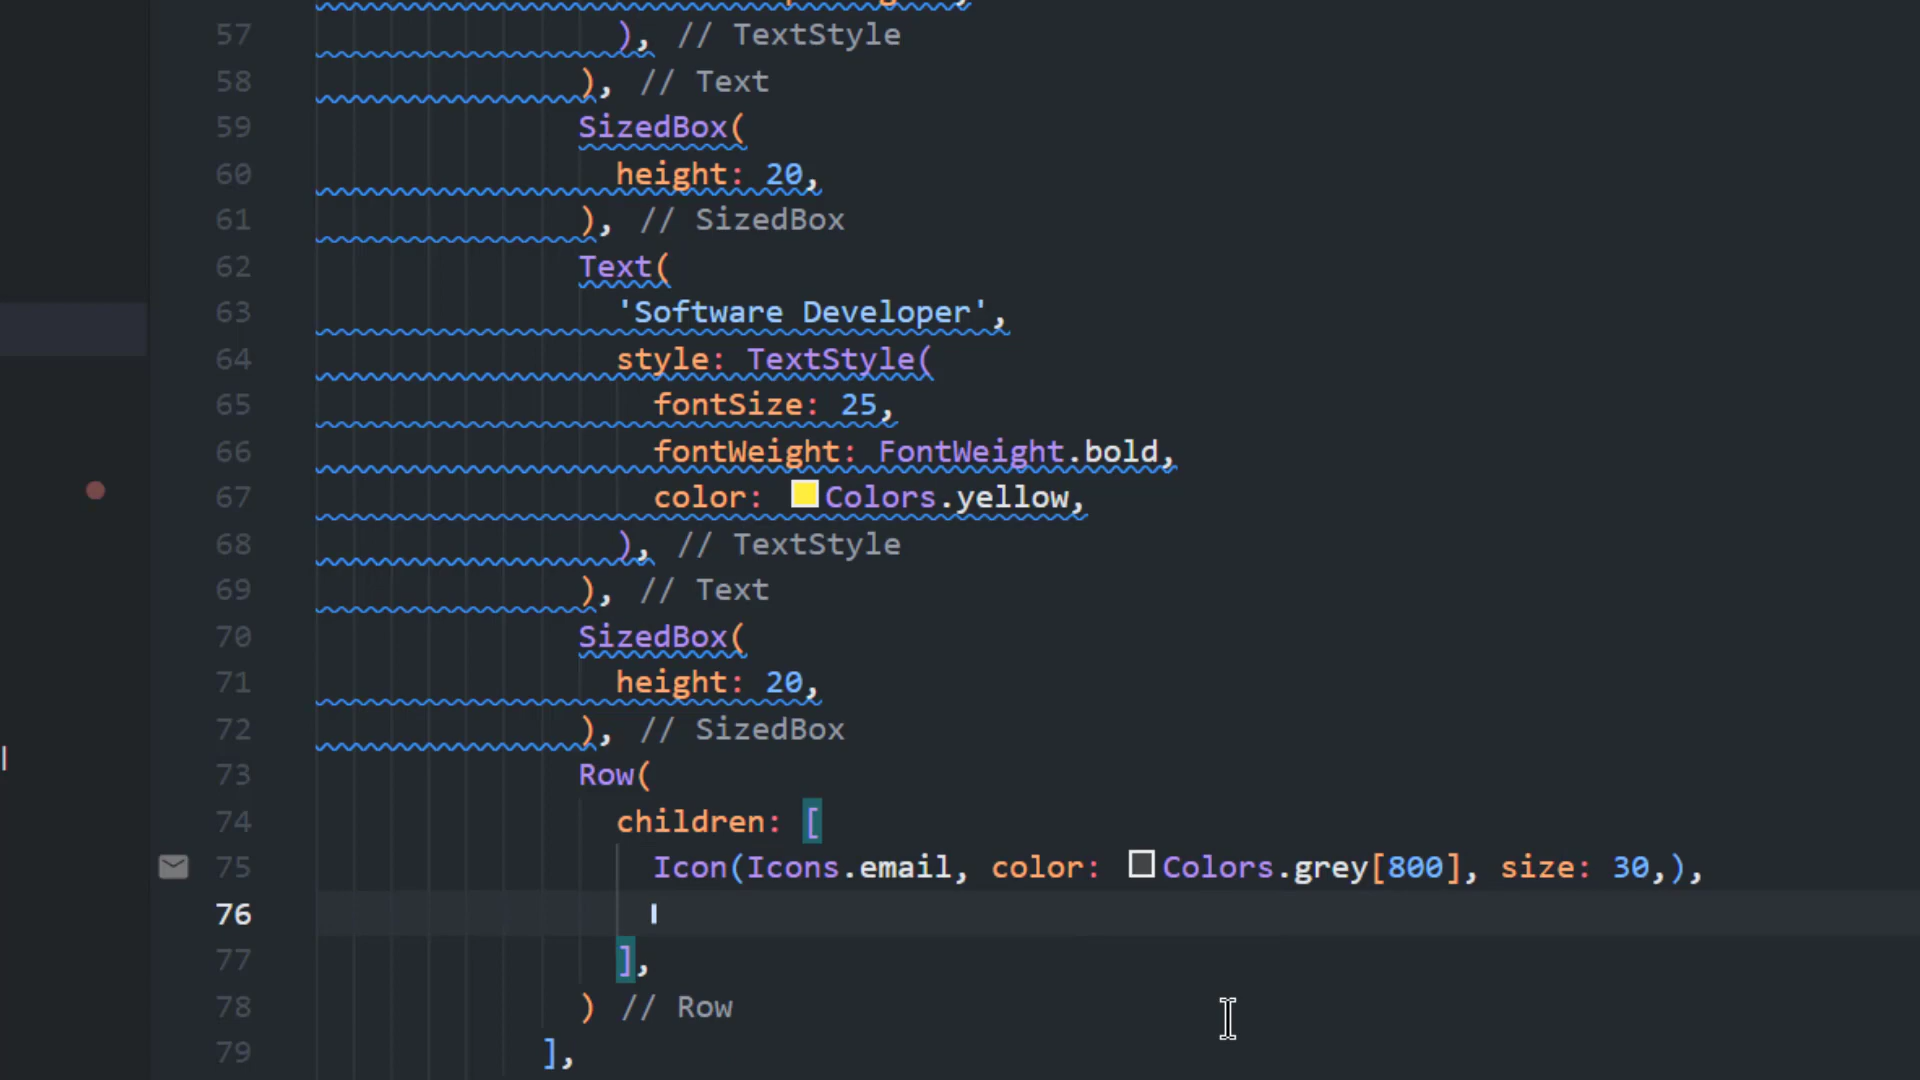 57 ), // TextStyle
58 ), // Text
59 SizedBox(
60 height: 20,
61 ), // SizedBox
62 Text(
63 'Software Developer',
64 style: TextStyle(
65 fontSize: 25,
66 fontWeight: FontWeight.bold,
67 color: Colors.yellow,
68 ), // TextStyle
69 ), // Text
70 SizedBox(
71 height: 20,
72 ), // SizedBox
73 Row(
74 children: [
75 Icon(Icons.email, color: Colors.grey[800], size: 30,),
76
77 ],
78 ) // Row
79 ],